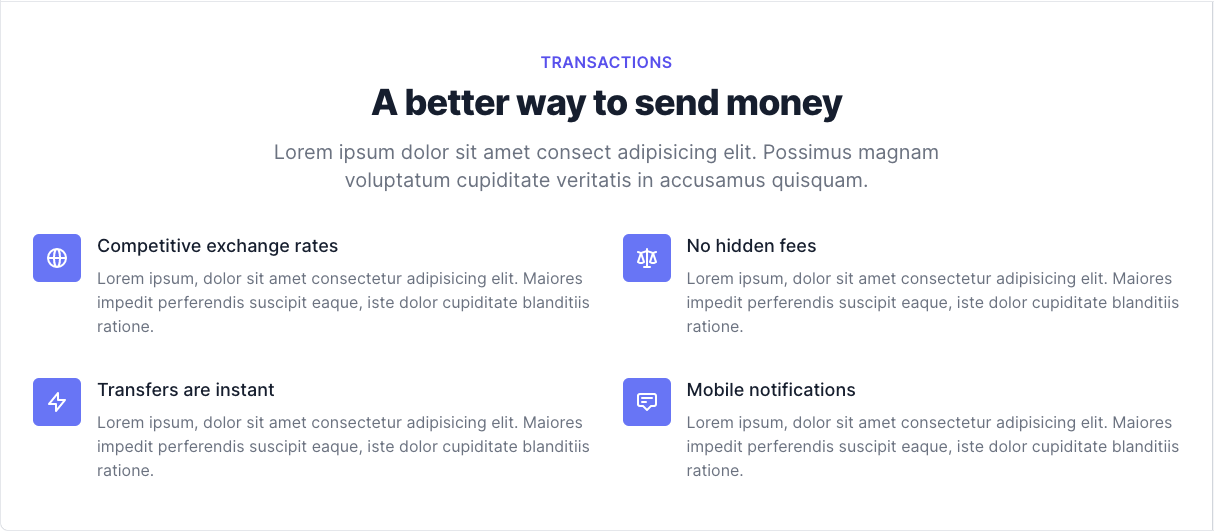 TRANSACTIONS
A better way to send money
Lorem ipsum dolor sit amet consect adipisicing elit. Possimus magnam
voluptatum cupiditate veritatis in accusamus quisquam.
Competitive exchange rates
Lorem ipsum, dolor sit amet consectetur adipisicing elit. Maiores
impedit perferendis suscipit eaque, iste dolor cupiditate blanditiis
ratione.
No hidden fees
Lorem ipsum, dolor sit amet consectetur adipisicing elit. Maiores
impedit perferendis suscipit eaque, iste dolor cupiditate blanditiis
ratione.
Transfers are instant
Lorem ipsum, dolor sit amet consectetur adipisicing elit. Maiores
impedit perferendis suscipit eaque, iste dolor cupiditate blanditiis
ratione.
Mobile notifications
Lorem ipsum, dolor sit amet consectetur adipisicing elit. Maiores
impedit perferendis suscipit eaque, iste dolor cupiditate blanditiis
ratione.